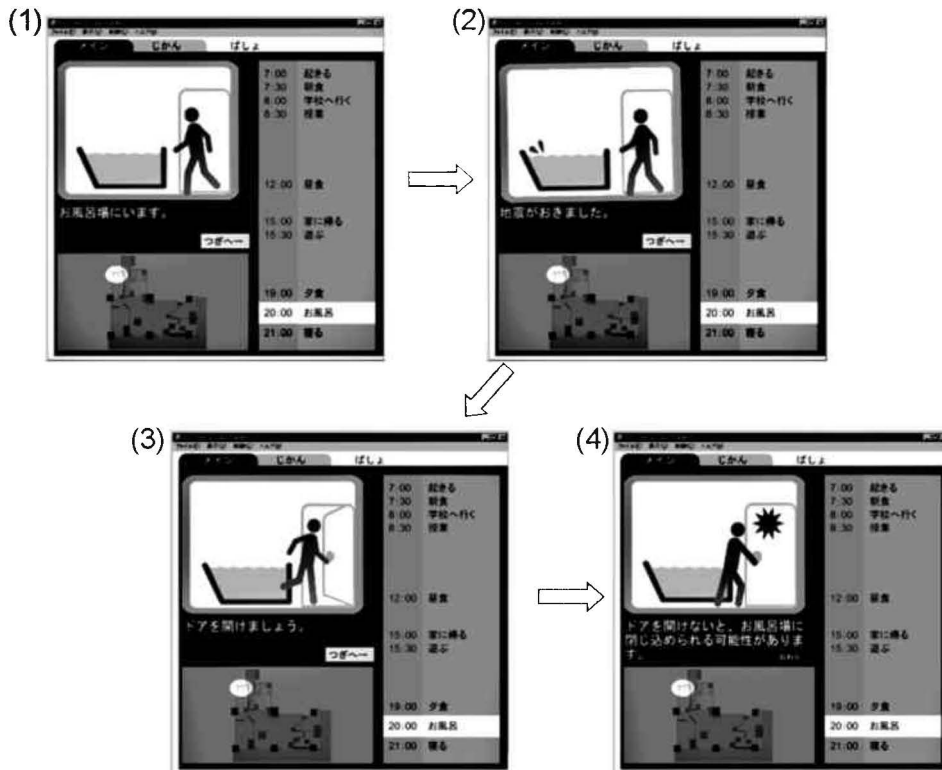 (1)
メイン じかん ばしょ
お風呂場にいます。
つぎへー
7:00 起きる
7:30 朝食
8:00 学校へ行く
8:30 授業
12:00 昼食
15:00 家に帰る
15:30 遊ぶ
19:00 夕食
20:00 お風呂
21:00 寝る
(2)
メイン じかん ばしょ
地震がおきました。
つぎへー
7:00 起きる
7:30 朝食
8:00 学校へ行く
8:30 授業
12:00 昼食
15:00 家に帰る
15:30 遊ぶ
19:00 夕食
20:00 お風呂
21:00 寝る
(3)
メイン じかん ばしょ
ドアを開けましょう。
つぎへー
7:00 起きる
7:30 朝食
8:00 学校へ行く
8:30 授業
12:00 昼食
15:00 家に帰る
15:30 遊ぶ
19:00 夕食
20:00 お風呂
21:00 寝る
(4)
メイン じかん ばしょ
ドアを開けないと、お風呂場に
閉じ込められる可能性がありま
す。
おわり
7:00 起きる
7:30 朝食
8:00 学校へ行く
8:30 授業
12:00 昼食
15:00 家に帰る
15:30 遊ぶ
19:00 夕食
20:00 お風呂
21:00 寝る